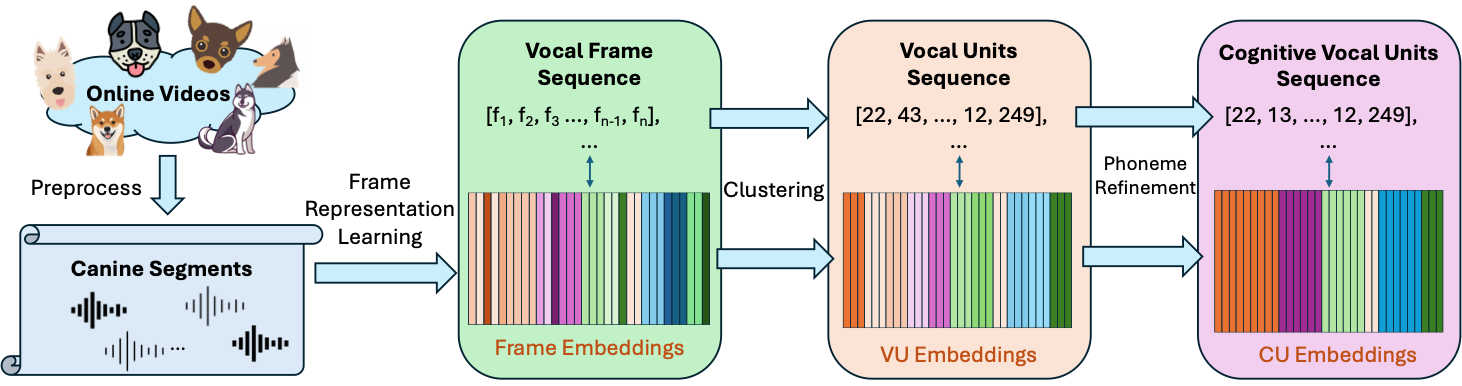 Online Videos
Preprocess
Canine Segments
...
Frame
Representation
Learning
Vocal Frame
Sequence
[f1, f2, f3 ..., fn-1, fn],
...
Frame Embeddings
Clustering
Vocal Units
Sequence
[22, 43, ..., 12, 249],
...
VU Embeddings
Phoneme
Refinement
Cognitive Vocal Units
Sequence
[22, 13, ..., 12, 249],
...
CU Embeddings